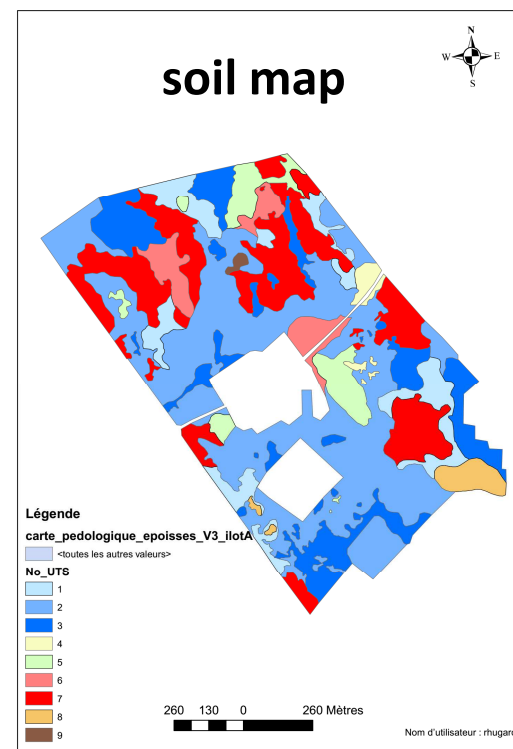 N
W E
S
soil map
Légende
carte_pedologique_epoisses_V3_ilotA
<toutes les autres valeurs>
No_UTS
1
2
3
4
5
6
7
8
9
260 130 0 260 Mètres
Nom d'utilisateur : rhugard